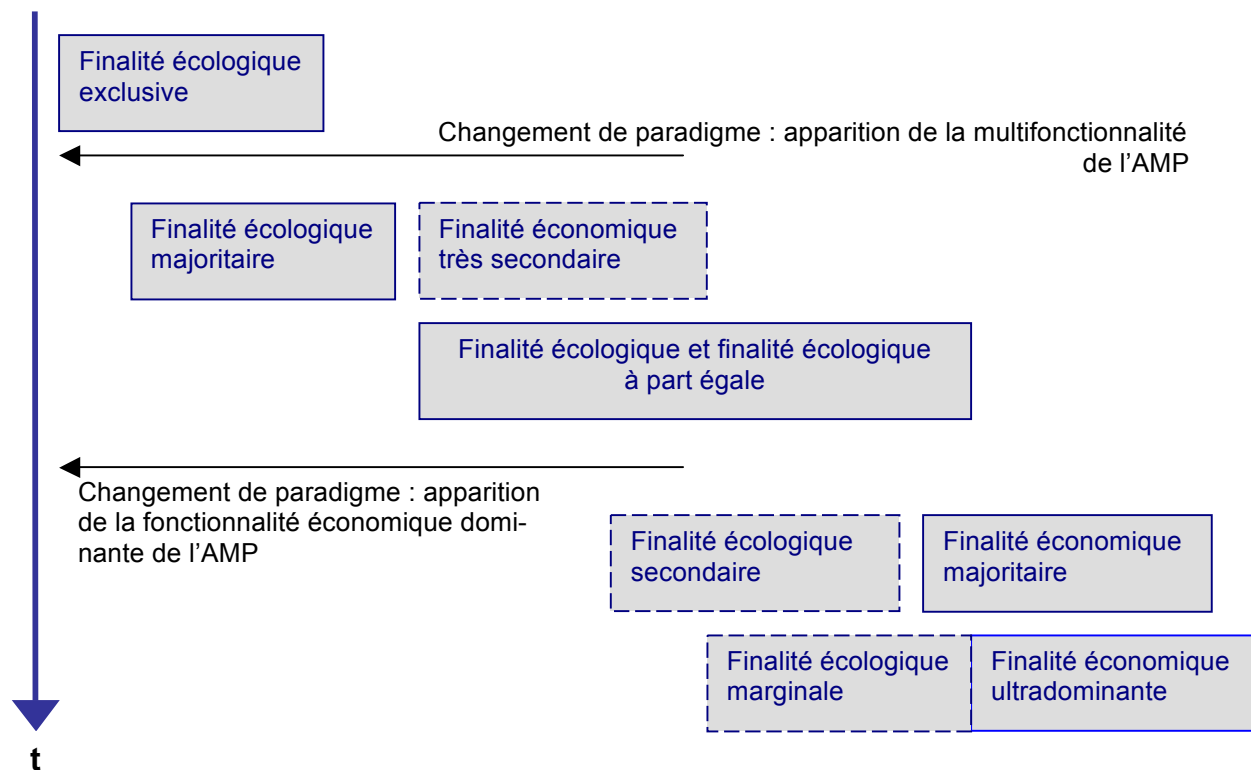 Finalité écologique
exclusive
Changement de paradigme : apparition de la multifonctionnalité
de l’AMP
Finalité écologique
majoritaire
Finalité économique
très secondaire
Finalité écologique et finalité écologique
à part égale
Changement de paradigme : apparition
de la fonctionnalité économique domi-
nante de l’AMP
Finalité écologique
secondaire
Finalité économique
majoritaire
Finalité écologique
marginale
Finalité économique
ultradominante
t